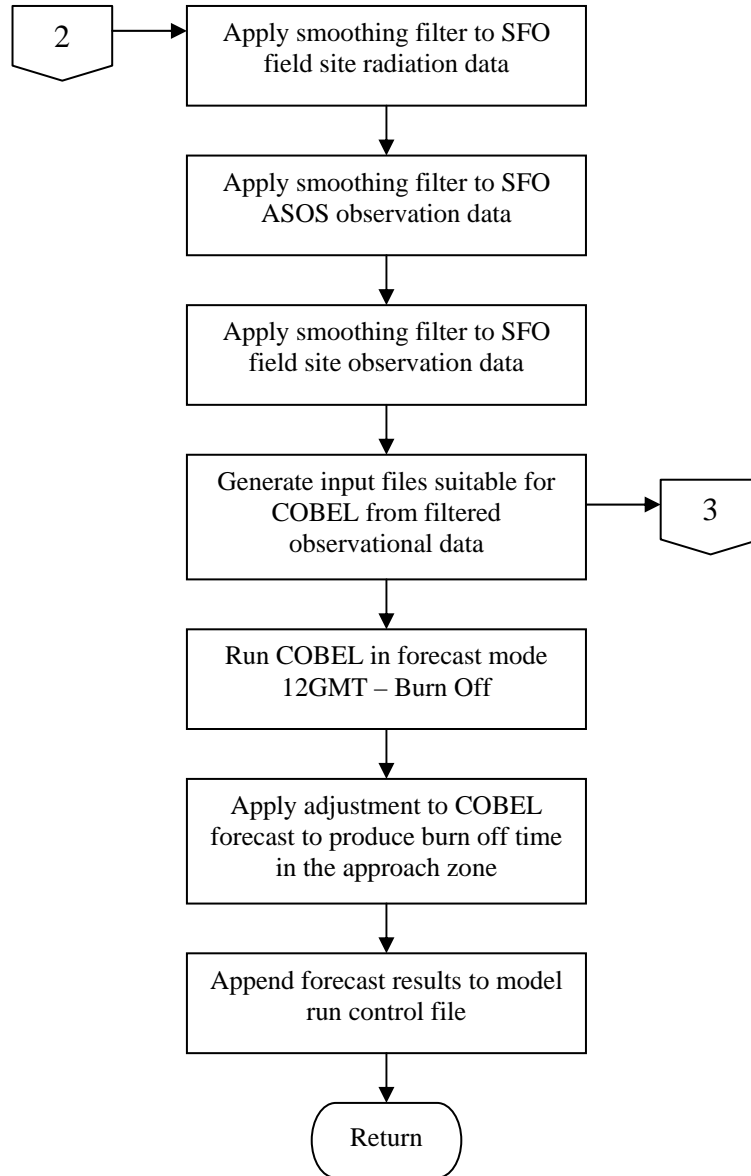 2
Apply smoothing filter to SFO
field site radiation data
Apply smoothing filter to SFO
ASOS observation data
Apply smoothing filter to SFO
field site observation data
Generate input files suitable for
COBEL from filtered
observational data
3
Run COBEL in forecast mode
12GMT – Burn Off
Apply adjustment to COBEL
forecast to produce burn off time
in the approach zone
Append forecast results to model
run control file
Return